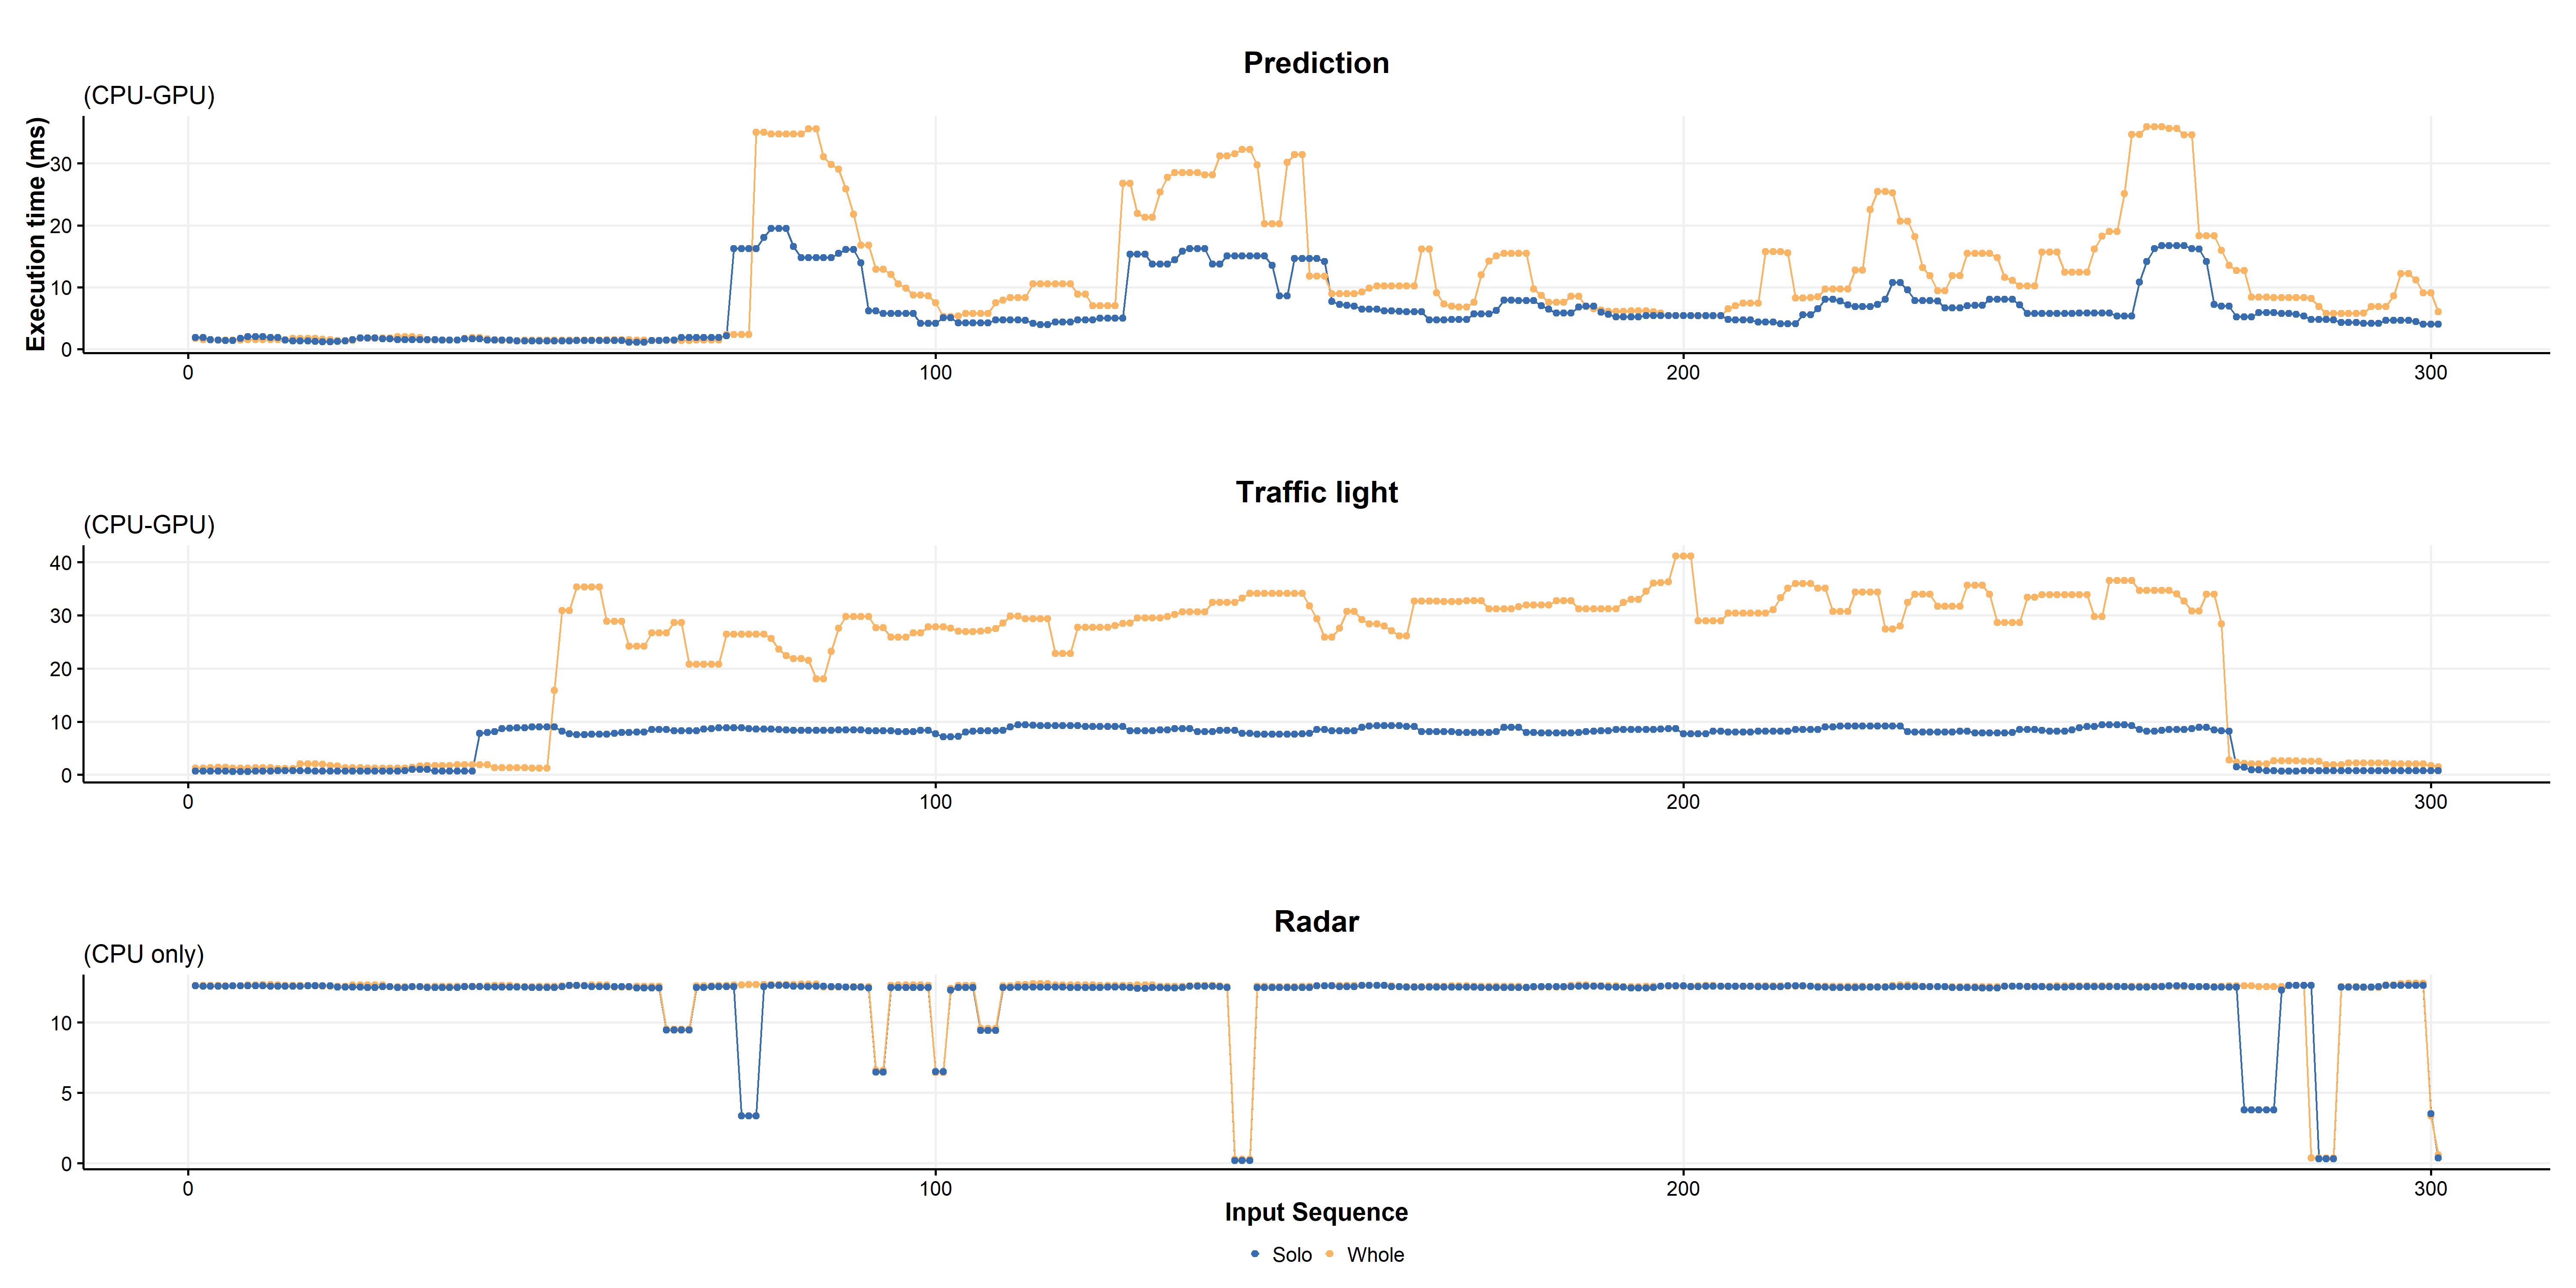 Prediction
(CPU-GPU)
Execution time (ms)
30
20
10
0
0 100 200 300
Traffic light
(CPU-GPU)
40
30
20
10
0
0 100 200 300
Radar
(CPU only)
10
5
0
0 100 200 300
Input Sequence
Solo Whole